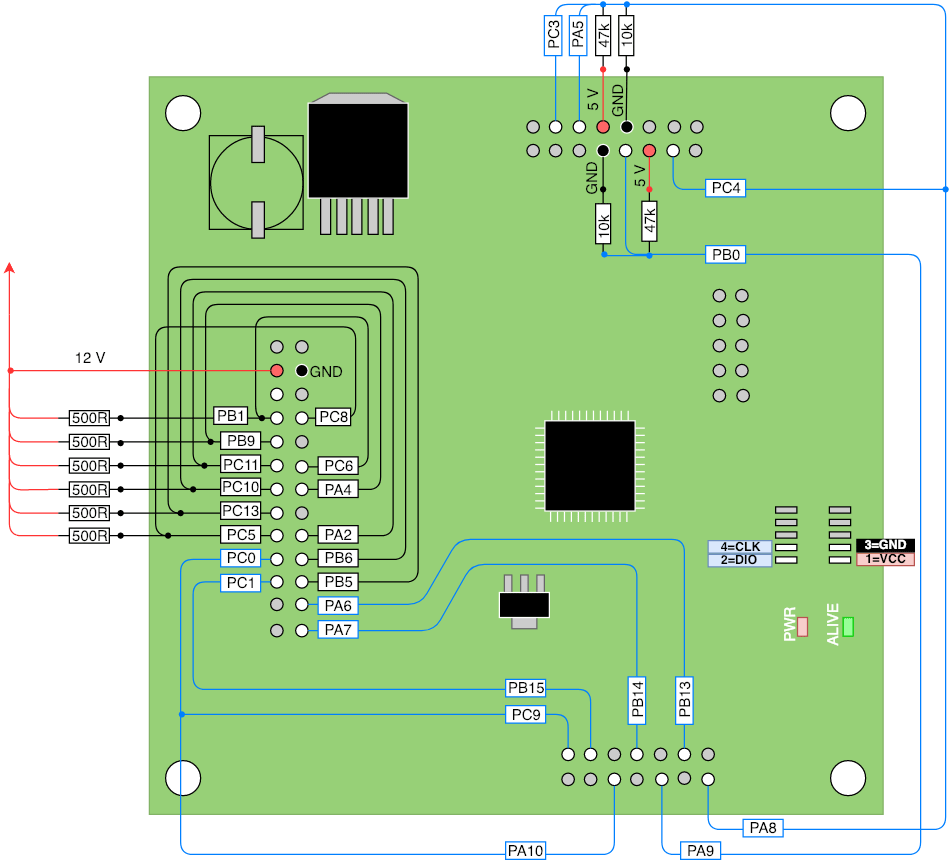 PC3
PA5
47k
10k
5 V
GND
GND
5 V
PC4
10k
47k
PB0
12 V
GND
500R
PB1
PC8
500R
PB9
500R
PC11
PC6
500R
PC10
PA4
500R
PC13
500R
PC5
PA2
PC0
PB6
PC1
PB5
PA6
PA7
4=CLK
3=GND
2=DIO
1=VCC
PWR
ALIVE
PB15
PB14
PB13
PC9
PA8
PA10
PA9